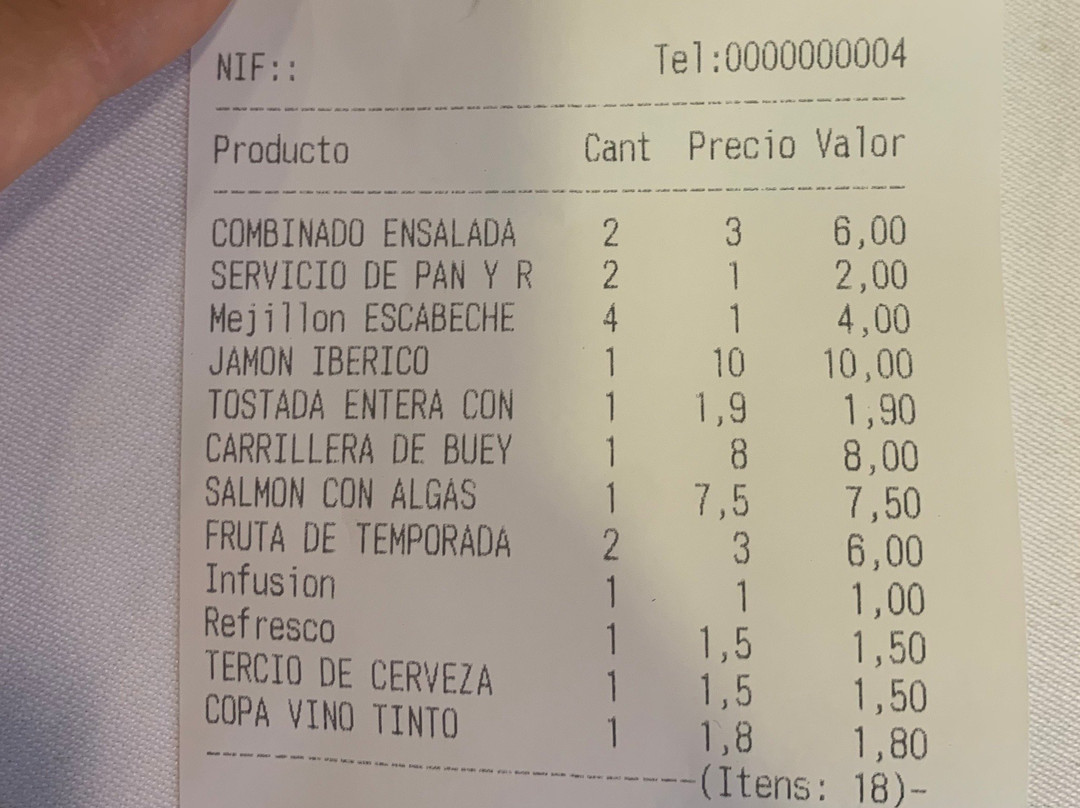 NIF:: Tel:0000000004
Producto Cant Precio Valor
COMBINADO ENSALADA 2 3 6,00
SERVICIO DE PAN Y R 2 1 2,00
Mejillon ESCABECHE 4 1 4,00
JAMON IBERICO 1 10 10,00
TOSTADA ENTERA CON 1 1,9 1,90
CARRILLERA DE BUEY 1 8 8,00
SALMON CON ALGAS 1 7,5 7,50
FRUTA DE TEMPORADA 2 3 6,00
Infusion 1 1 1,00
Refresco 1 1,5 1,50
TERCIO DE CERVEZA 1 1,5 1,50
COPA VINO TINTO 1 1,8 1,80
(Itens: 18)-